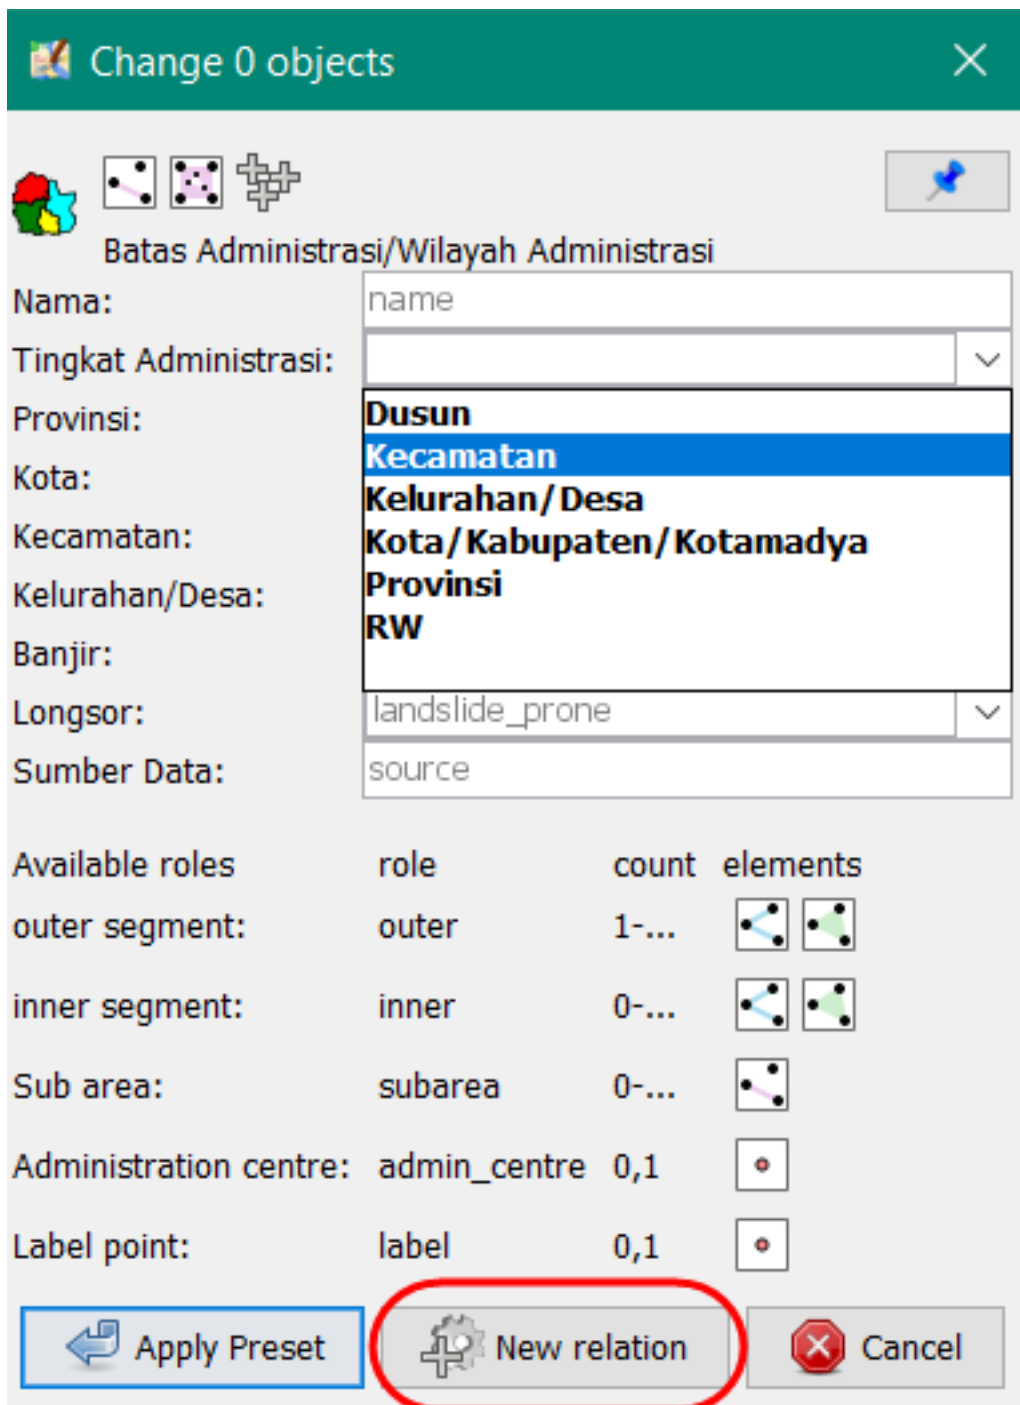 Change 0 objects
Batas Administrasi/Wilayah Administrasi
Nama: name
Tingkat Administrasi:
Provinsi: Dusun
Kecamatan
Kota:
Kelurahan/Desa
Kecamatan: Kota/Kabupaten/Kotamadya
Kelurahan/Desa: Provinsi
RW
Banjir:
Longsor: landslide_prone
Sumber Data: source
Available roles role count elements
outer segment: outer 1-...
inner segment: inner 0-...
Sub area: subarea 0-...
Administration centre: admin_centre 0,1
Label point: label 0,1
Apply Preset New relation Cancel